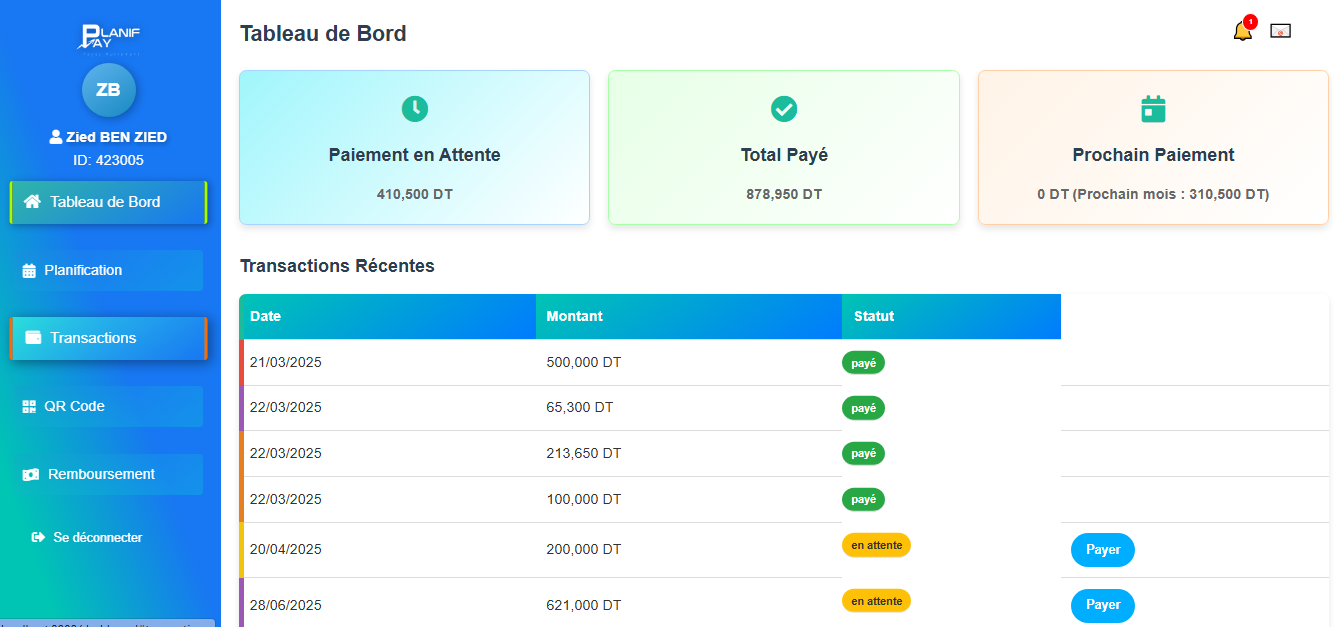 PLANIF
PAY
ZB
Zied BEN ZIED
ID: 423005
Tableau de Bord
Planification
Transactions
QR Code
Remboursement
Se déconnecter
Tableau de Bord
1
Paiement en Attente
410,500 DT
Total Payé
878,950 DT
Prochain Paiement
0 DT (Prochain mois : 310,500 DT)
Transactions Récentes
Date Montant Statut
21/03/2025 500,000 DT payé
22/03/2025 65,300 DT payé
22/03/2025 213,650 DT payé
22/03/2025 100,000 DT payé
20/04/2025 200,000 DT en attente Payer
28/06/2025 621,000 DT en attente Payer